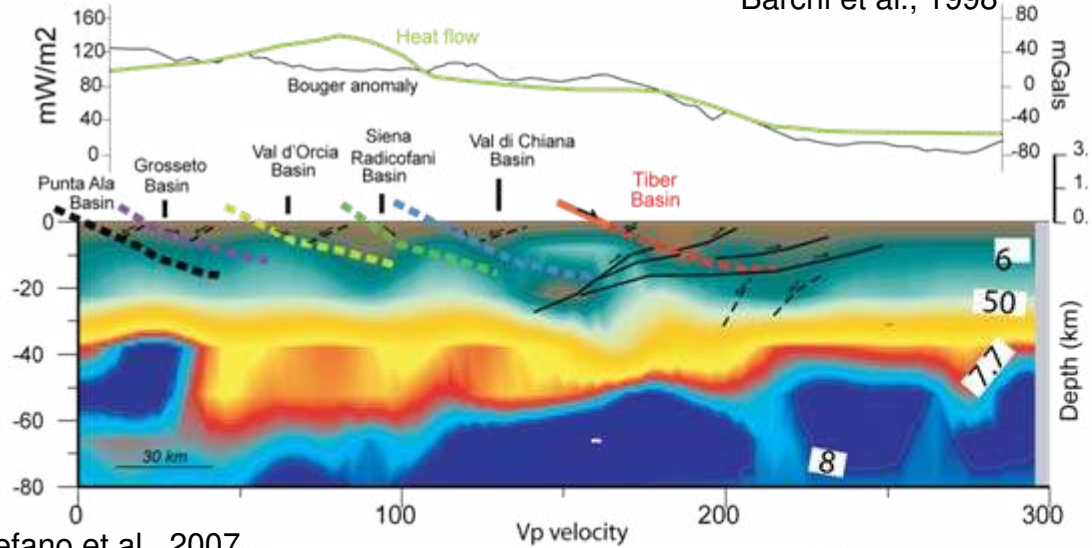 Barchi et al., 1998
160
120
80
40
0
mW/m2
Heat flow
Bouger anomaly
80
40
0
-40
-80
mGals
3.
1.
0.
Punta Ala
Basin
Grosseto
Basin
Val d'Orcia
Basin
Siena
Radicofani
Basin
Val di Chiana
Basin
Tiber
Basin
0
-20
-40
-60
-80
6
50
7.7
8
Depth (km)
30 km
0
100
200
300
Vp velocity
efano et al., 2007